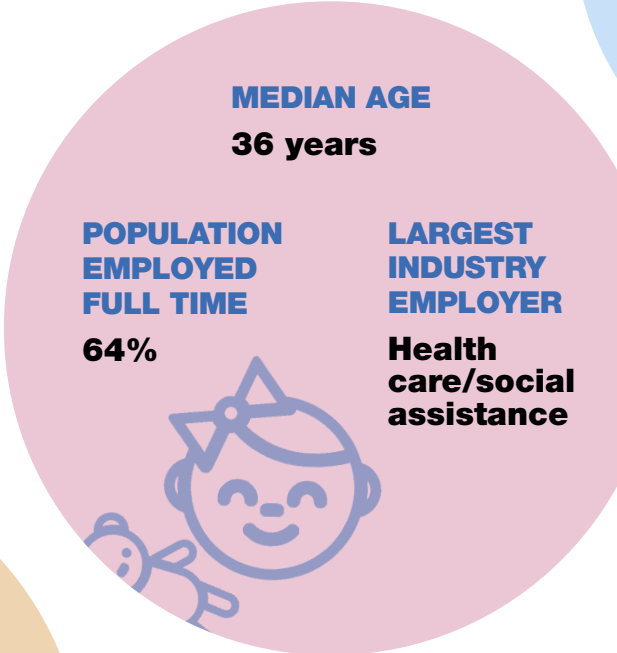 MEDIAN AGE
36 years
POPULATION
EMPLOYED
FULL TIME
64%
LARGEST
INDUSTRY
EMPLOYER
Health
care/social
assistance